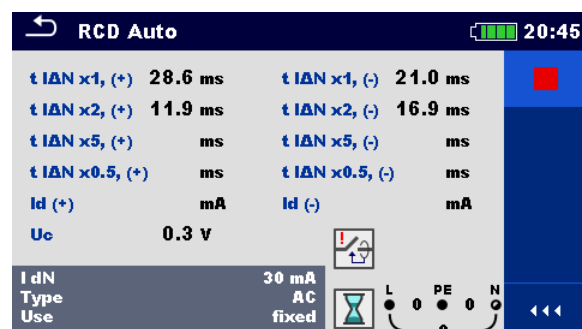 RCD Auto 20:45
t IΔN x1, (+) 28.6 ms t IΔN x1, (-) 21.0 ms
t IΔN x2, (+) 11.9 ms t IΔN x2, (-) 16.9 ms
t IΔN x5, (+) ms t IΔN x5, (-) ms
t IΔN x0.5, (+) ms t IΔN x0.5, (-) ms
Id (+) mA Id (-) mA
Uc 0.3 V
I dN 30 mA
Type AC
Use fixed
L PE N
0 0
0